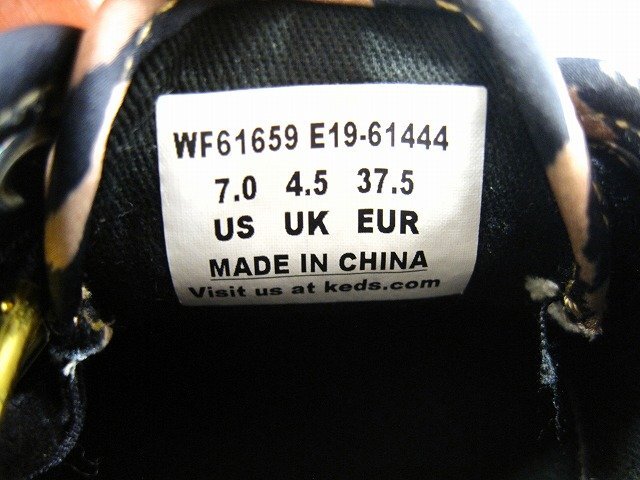 WF61659 E19-61444
7.0 4.5 37.5
US UK EUR
MADE IN CHINA
Visit us at keds.com